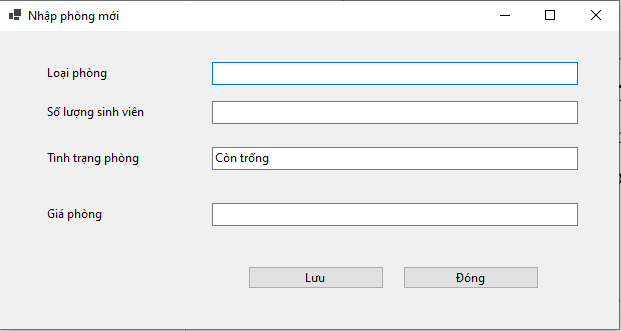 Nhập phòng mới
Loại phòng
Số lượng sinh viên
Tình trạng phòng Còn trống
Giá phòng
Lưu Đóng